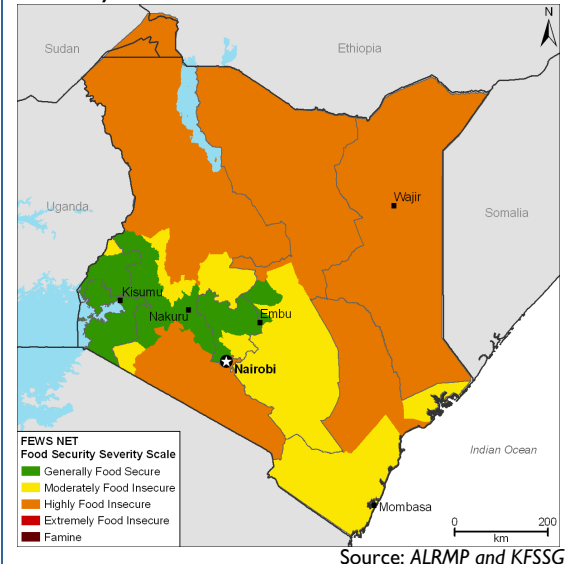 N
Sudan
Ethiopia
Wajir
Uganda
Somalia
Kisumu
Nakuru
Embu
Nairobi
FEWS NET
Food Security Severity Scale
Generally Food Secure
Moderately Food Insecure
Highly Food Insecure
Extremely Food Insecure
Famine
Indian Ocean
Mombasa
0 200
km
Source: ALRMP and KFSSG